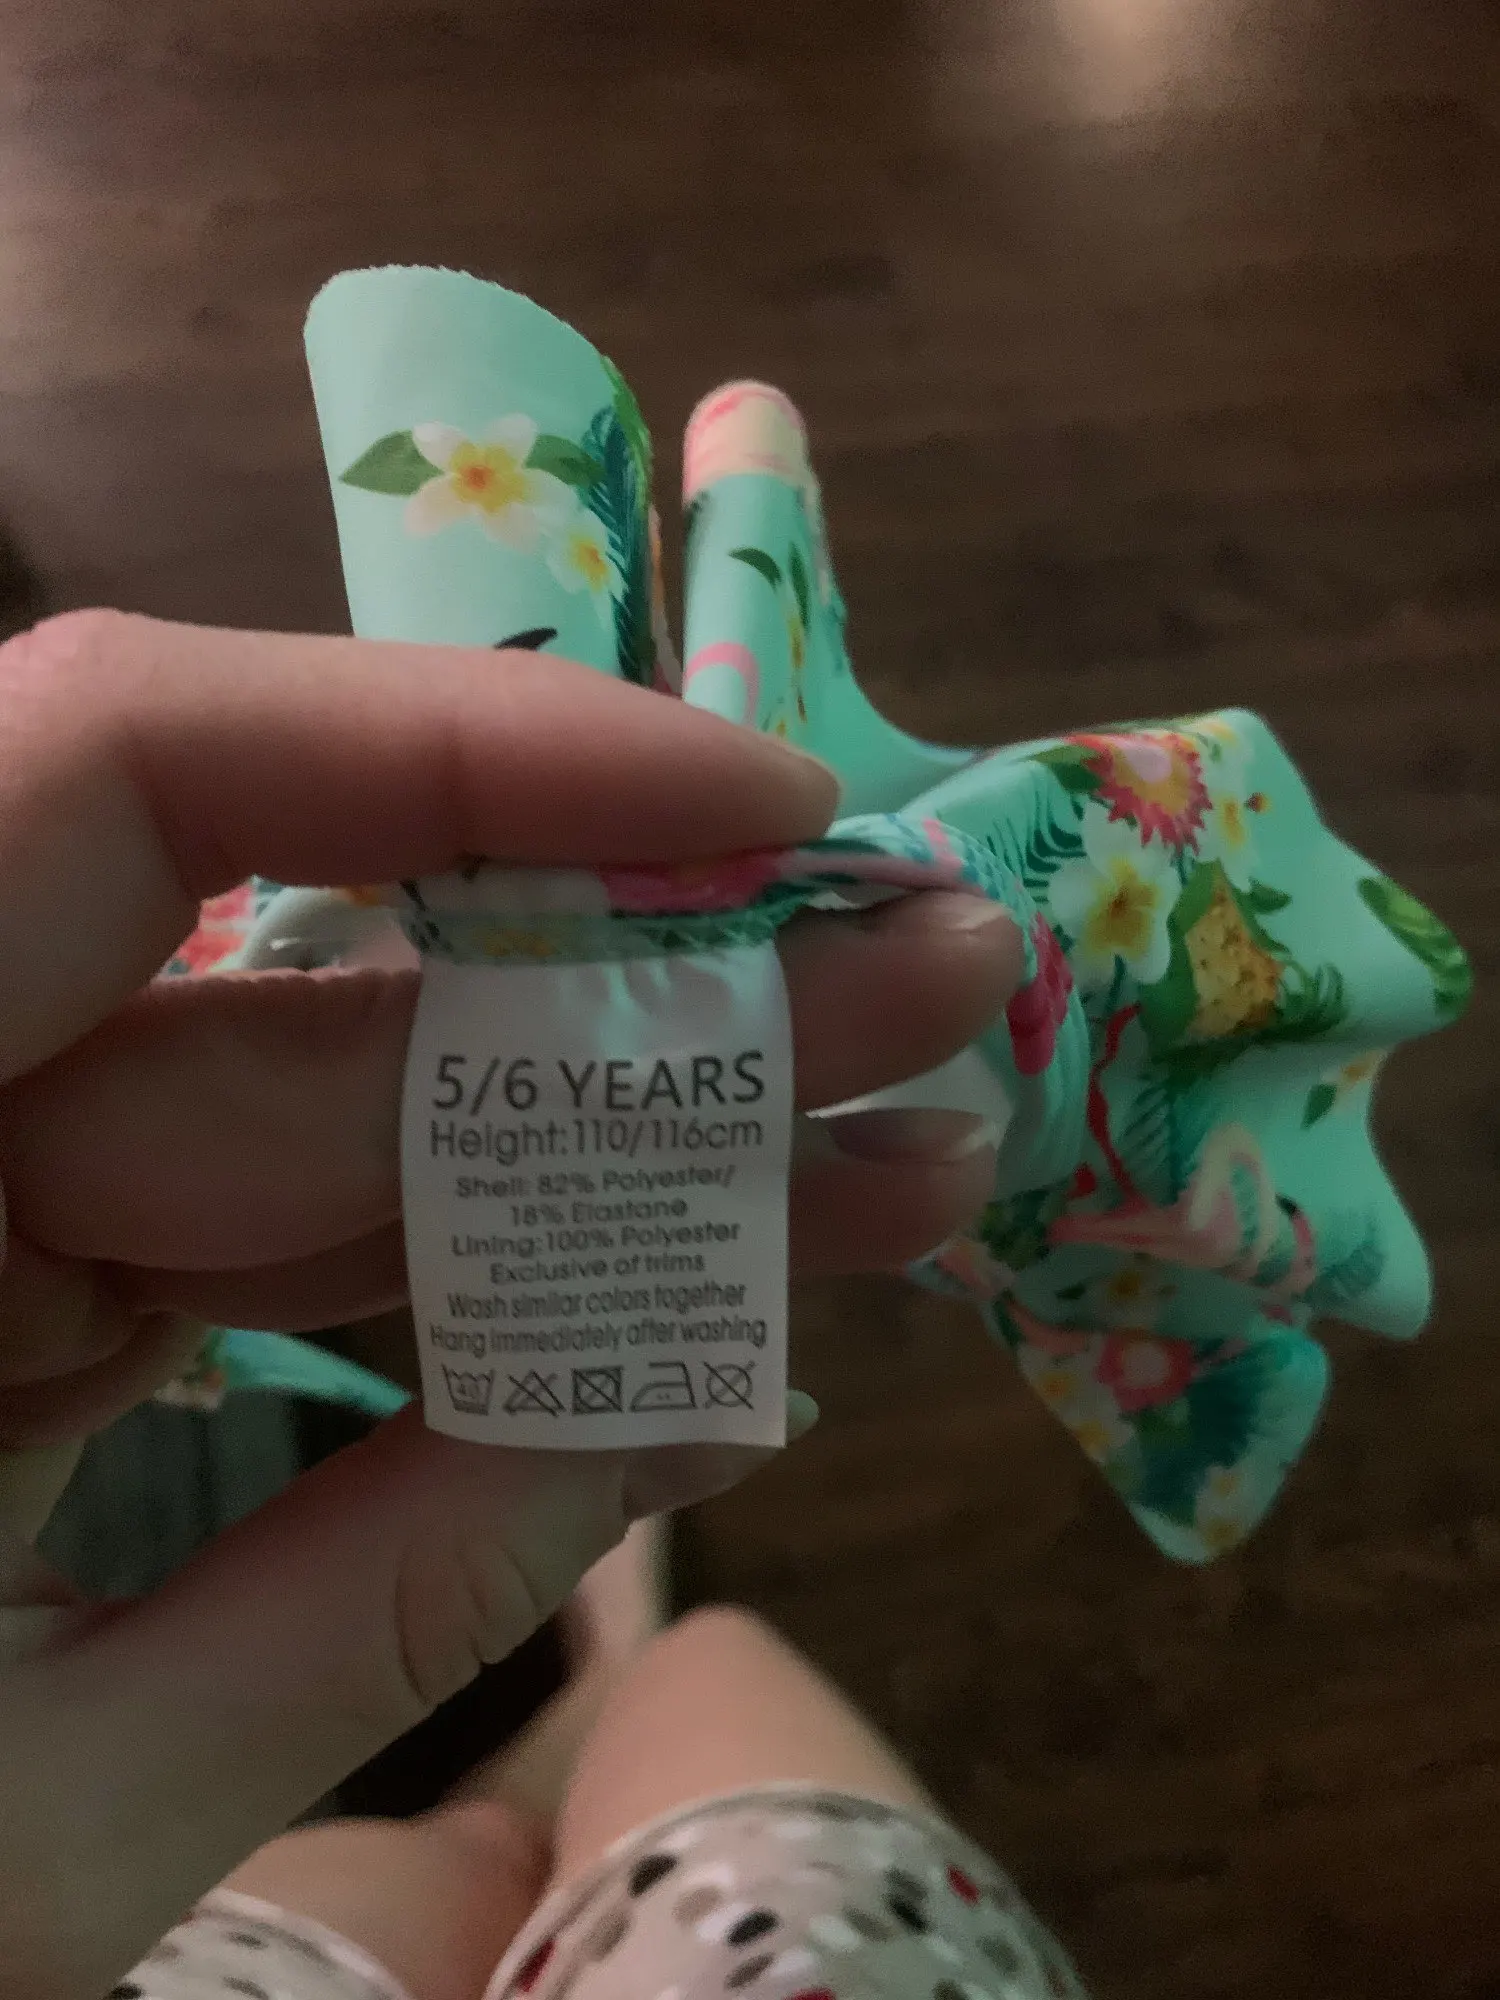 5/6 YEARS
Height:110/116cm
Shell: 82% Polyester/
18% Elastane
Lining:100% Polyester
Exclusive of trims
Wash similar colors together
Hang immediately after washing